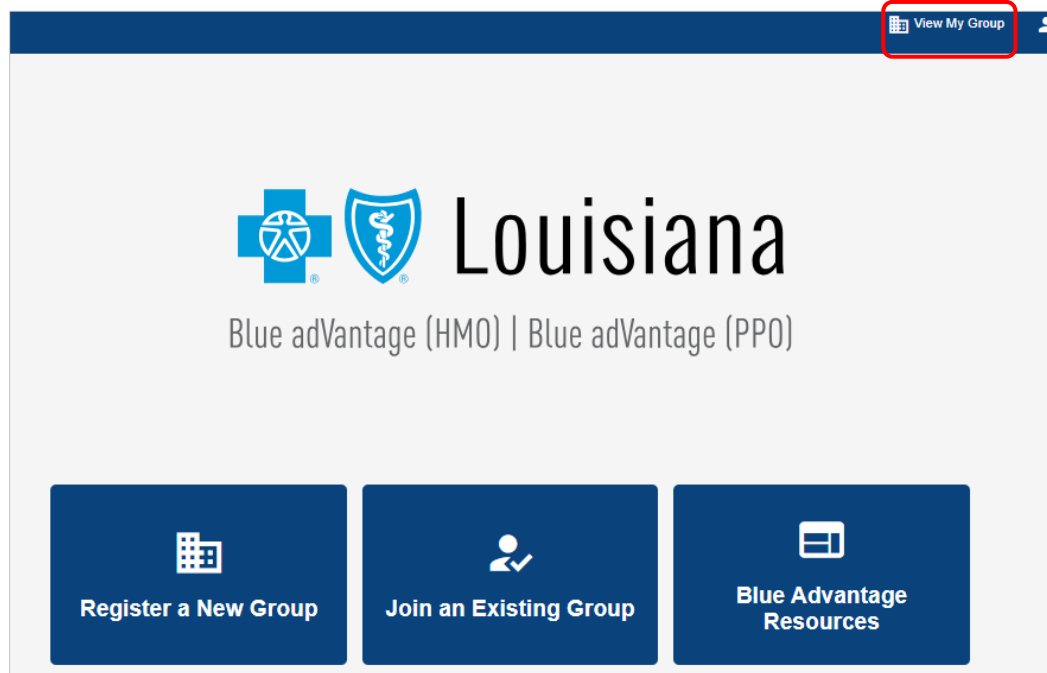 View My Group
Louisiana
Blue adVantage (HMO) | Blue adVantage (PPO)
Register a New Group
Join an Existing Group
Blue Advantage
Resources